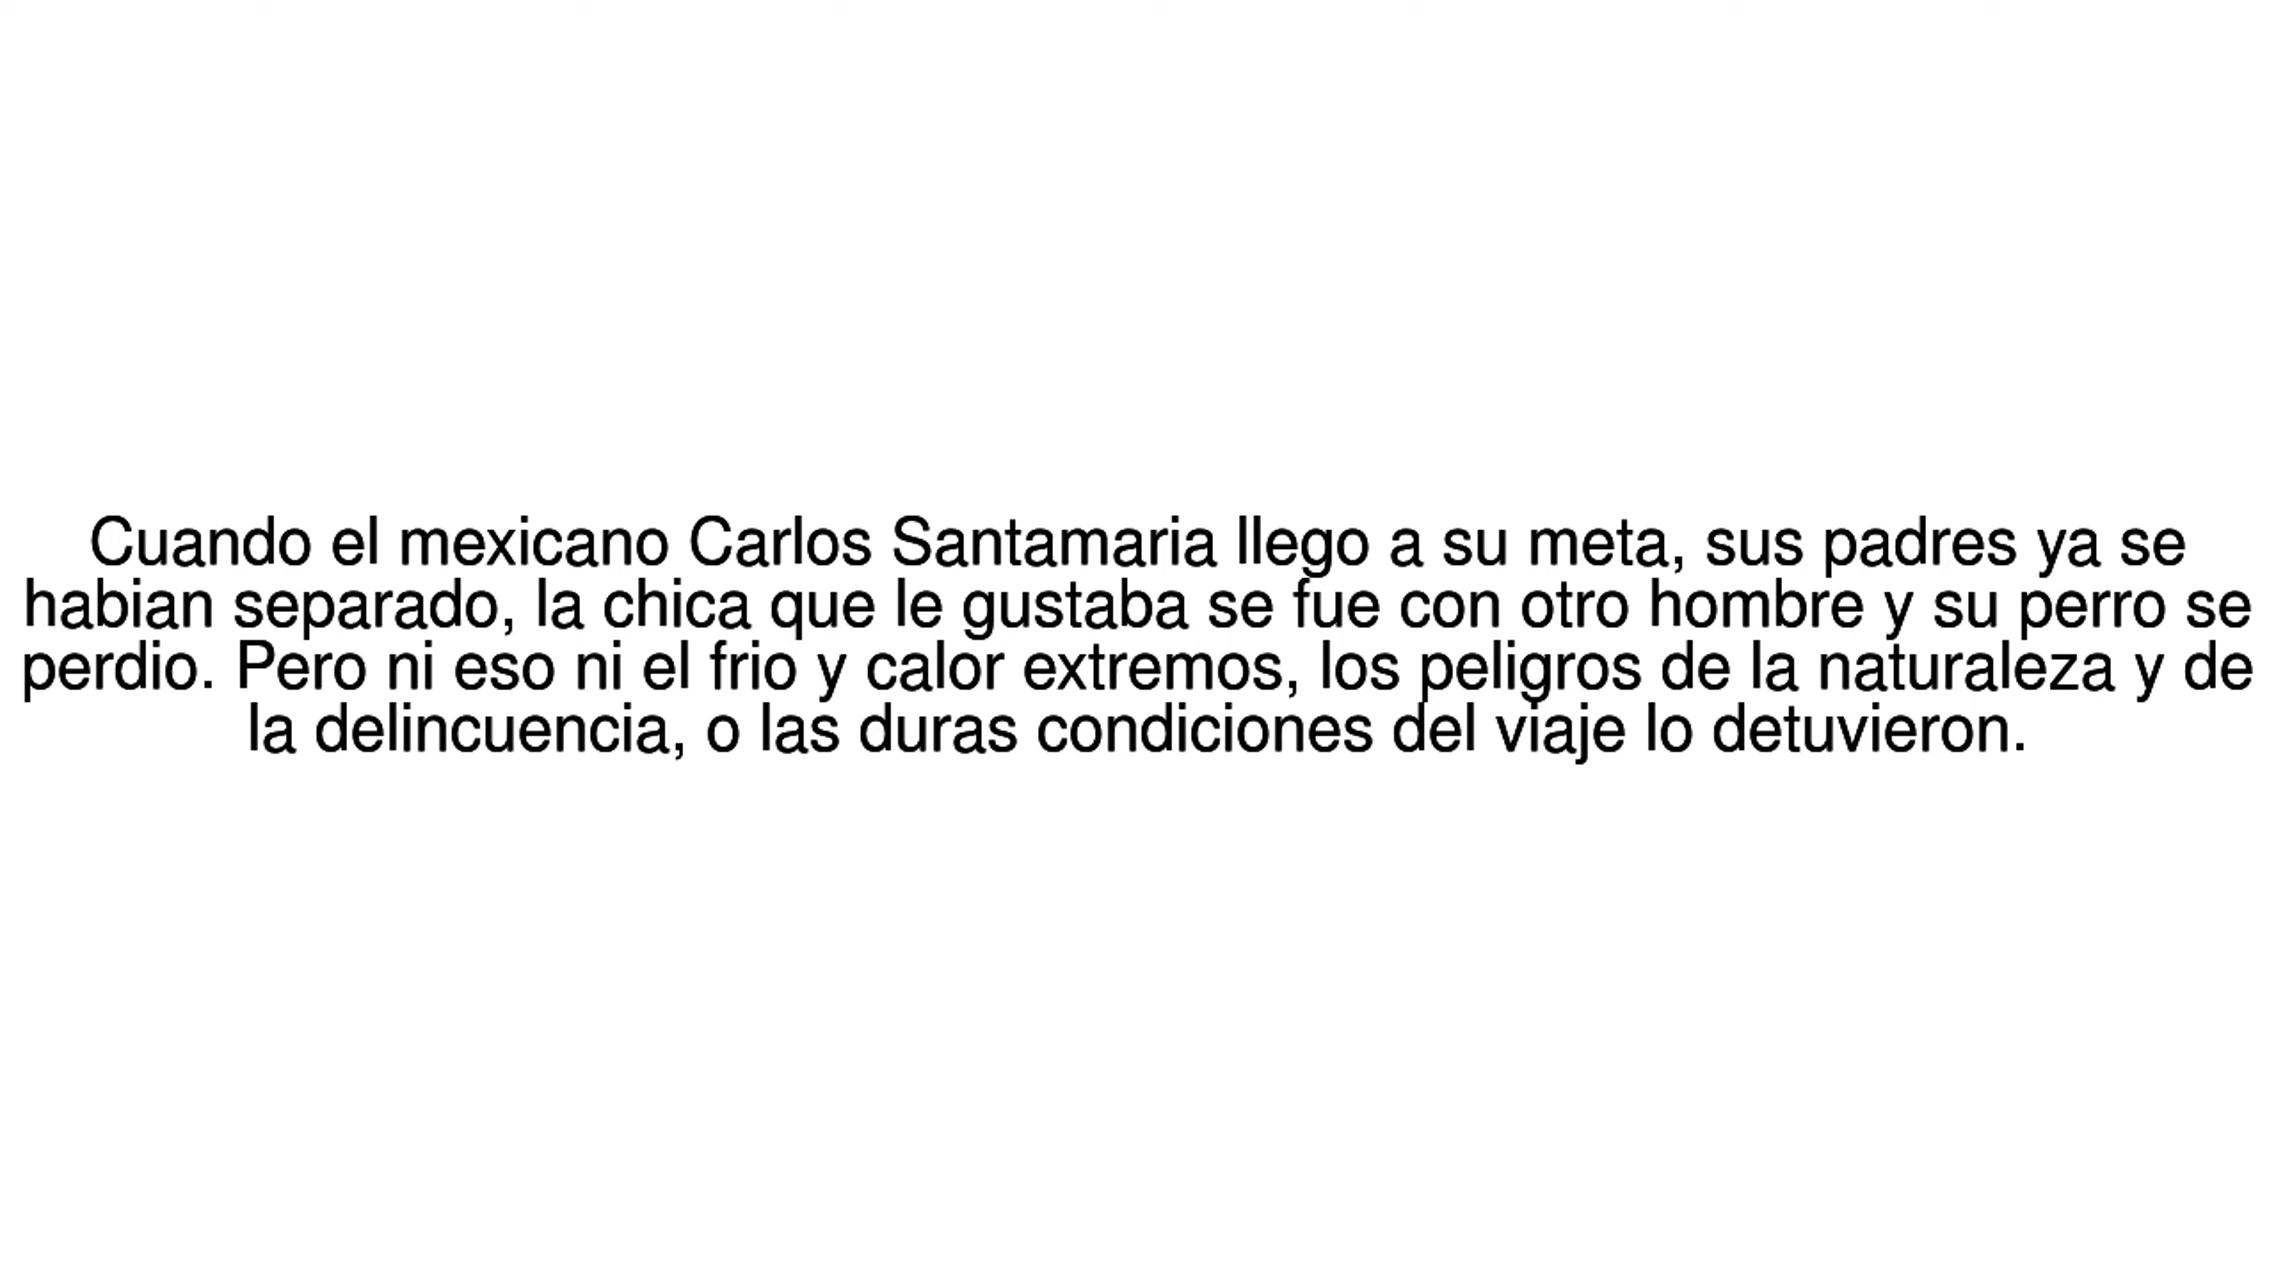 Cuando el mexicano Carlos Santamaria llego a su meta, sus padres ya se
habian separado, la chica que le gustaba se fue con otro hombre y su perro se
perdio. Pero ni eso ni el frio y calor extremos, los peligros de la naturaleza y de
la delincuencia, o las duras condiciones del viaje lo detuvieron.